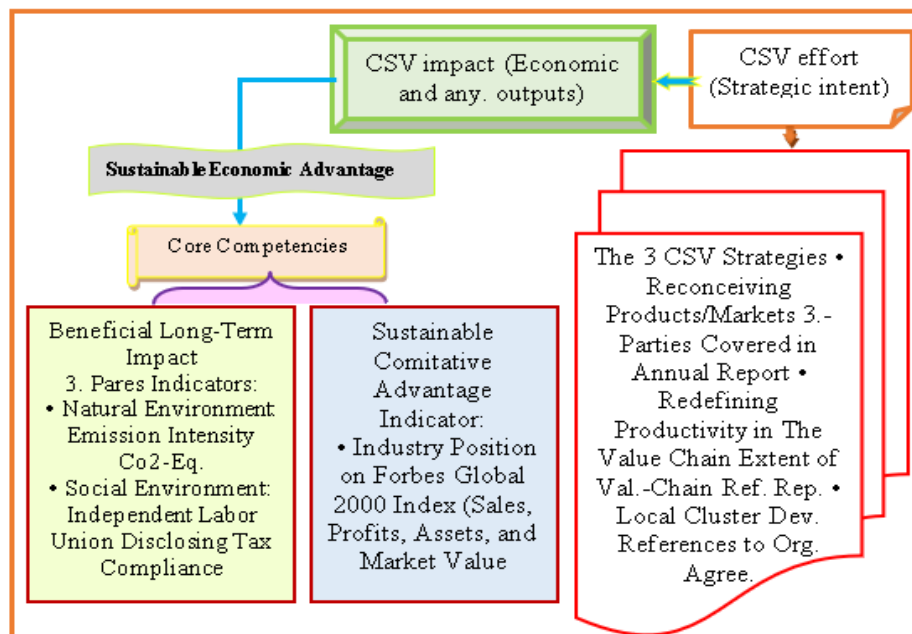 CSV impact (Economic
and any. outputs)
CSV effort
(Strategic intent)
Sustainable Economic Advantage
Core Competencies
Beneficial Long-Term
Impact
3. Pares Indicators:
• Natural Environment:
Emission Intensity
Co2-Eq.
• Social Environment:
Independent Labor
Union Disclosing Tax
Compliance
Sustainable
Comitative
Advantage
Indicator:
• Industry Position
on Forbes Global
2000 Index (Sales,
Profits, Assets, and
Market Value
The 3 CSV Strategies •
Reconceiving
Products/Markets 3.-
Parties Covered in
Annual Report •
Redefining
Productivity in The
Value Chain Extent of
Val.-Chain Ref. Rep. •
Local Cluster Dev.
References to Org.
Agree.